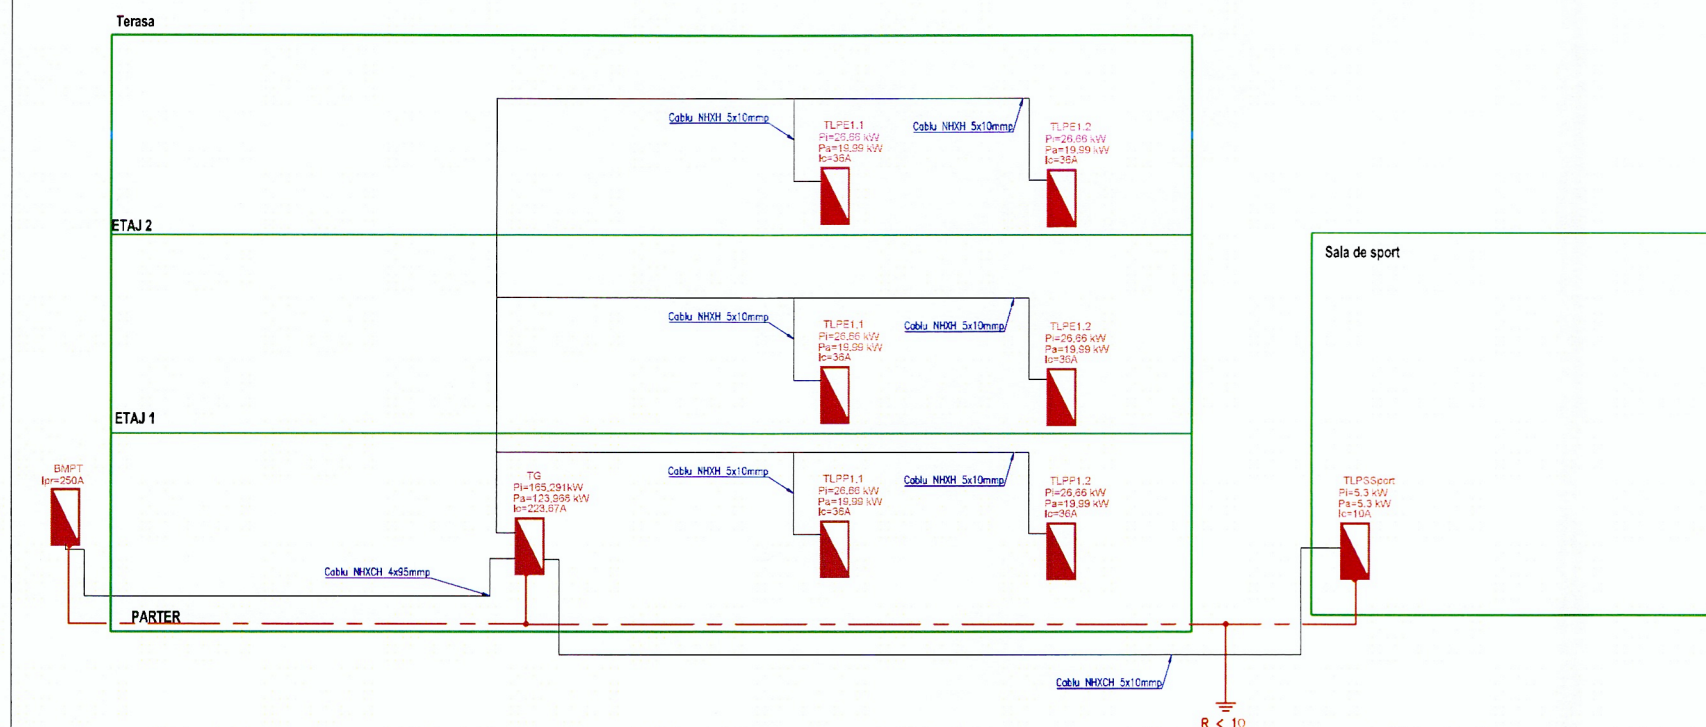 Terasa
Cablu NHXH 5x10mmp
TLPE1.1
Pi=26,66 kW
Pa=19,99 kW
Ic=36A
Cablu NHXH 5x10mmp
TLPE1.2
Pi=26,66 kW
Pa=19,99 kW
Ic=36A
ETAJ 2
Sala de sport
Cablu NHXH 5x10mmp
TLPE1.1
Pi=26,66 kW
Pa=19,99 kW
Ic=36A
Cablu NHXH 5x10mmp
TLPE1.2
Pi=26,66 kW
Pa=19,99 kW
Ic=36A
ETAJ 1
BMPT
Ipr=250A
TG
Pi=165,291kW
Pa=123,966 kW
Ic=223,67A
Cablu NHXH 5x10mmp
TLPP1.1
Pi=26,66 kW
Pa=19,99 kW
Ic=36A
Cablu NHXH 5x10mmp
TLPP1.2
Pi=26,66 kW
Pa=19,99 kW
Ic=36A
TLPSSport
Pi=5,3 kW
Pa=5,3 kW
Ic=10A
Cablu NHXCH 4x95mmp
PARTER
Cablu NHXCH 5x10mmp
R < 1Ω